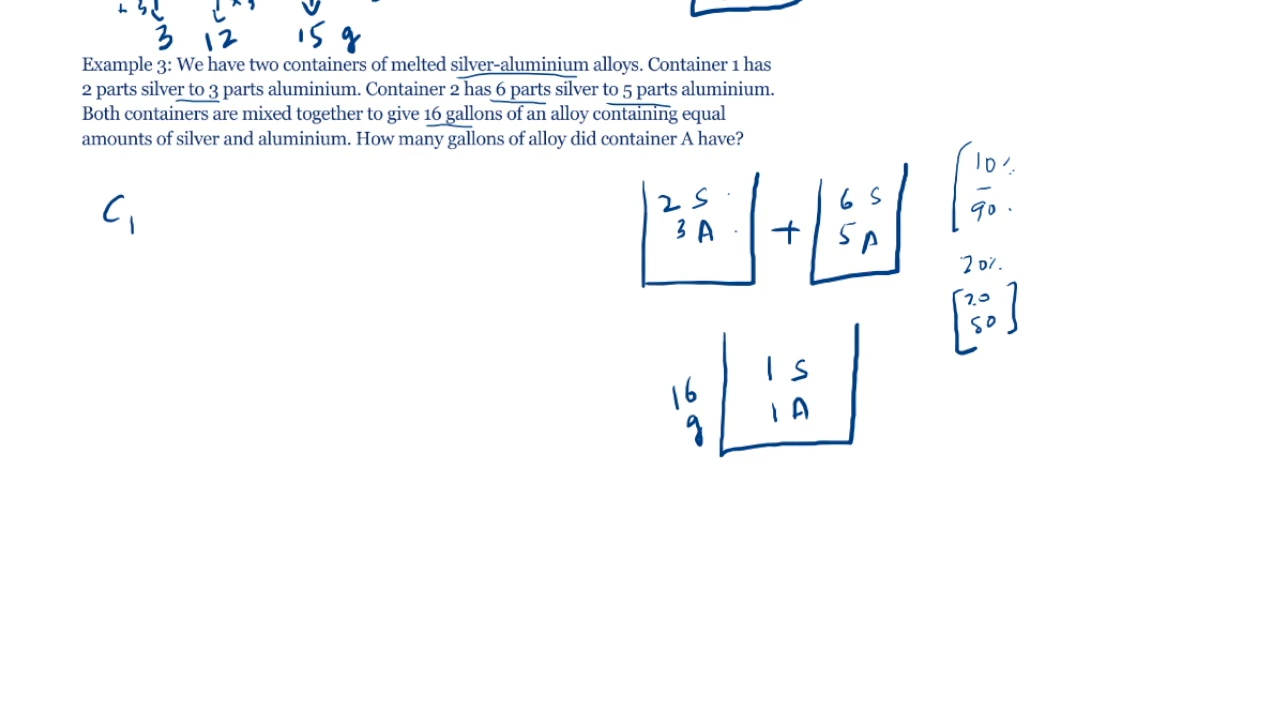 3 12 15 g
Example 3: We have two containers of melted silver-aluminium alloys. Container 1 has
2 parts silver to 3 parts aluminium. Container 2 has 6 parts silver to 5 parts aluminium.
Both containers are mixed together to give 16 gallons of an alloy containing equal
amounts of silver and aluminium. How many gallons of alloy did container A have?
C1
2 S
3 A
+
6 S
5 A
10%
90
20%
20
50
16
g
1 S
1 A